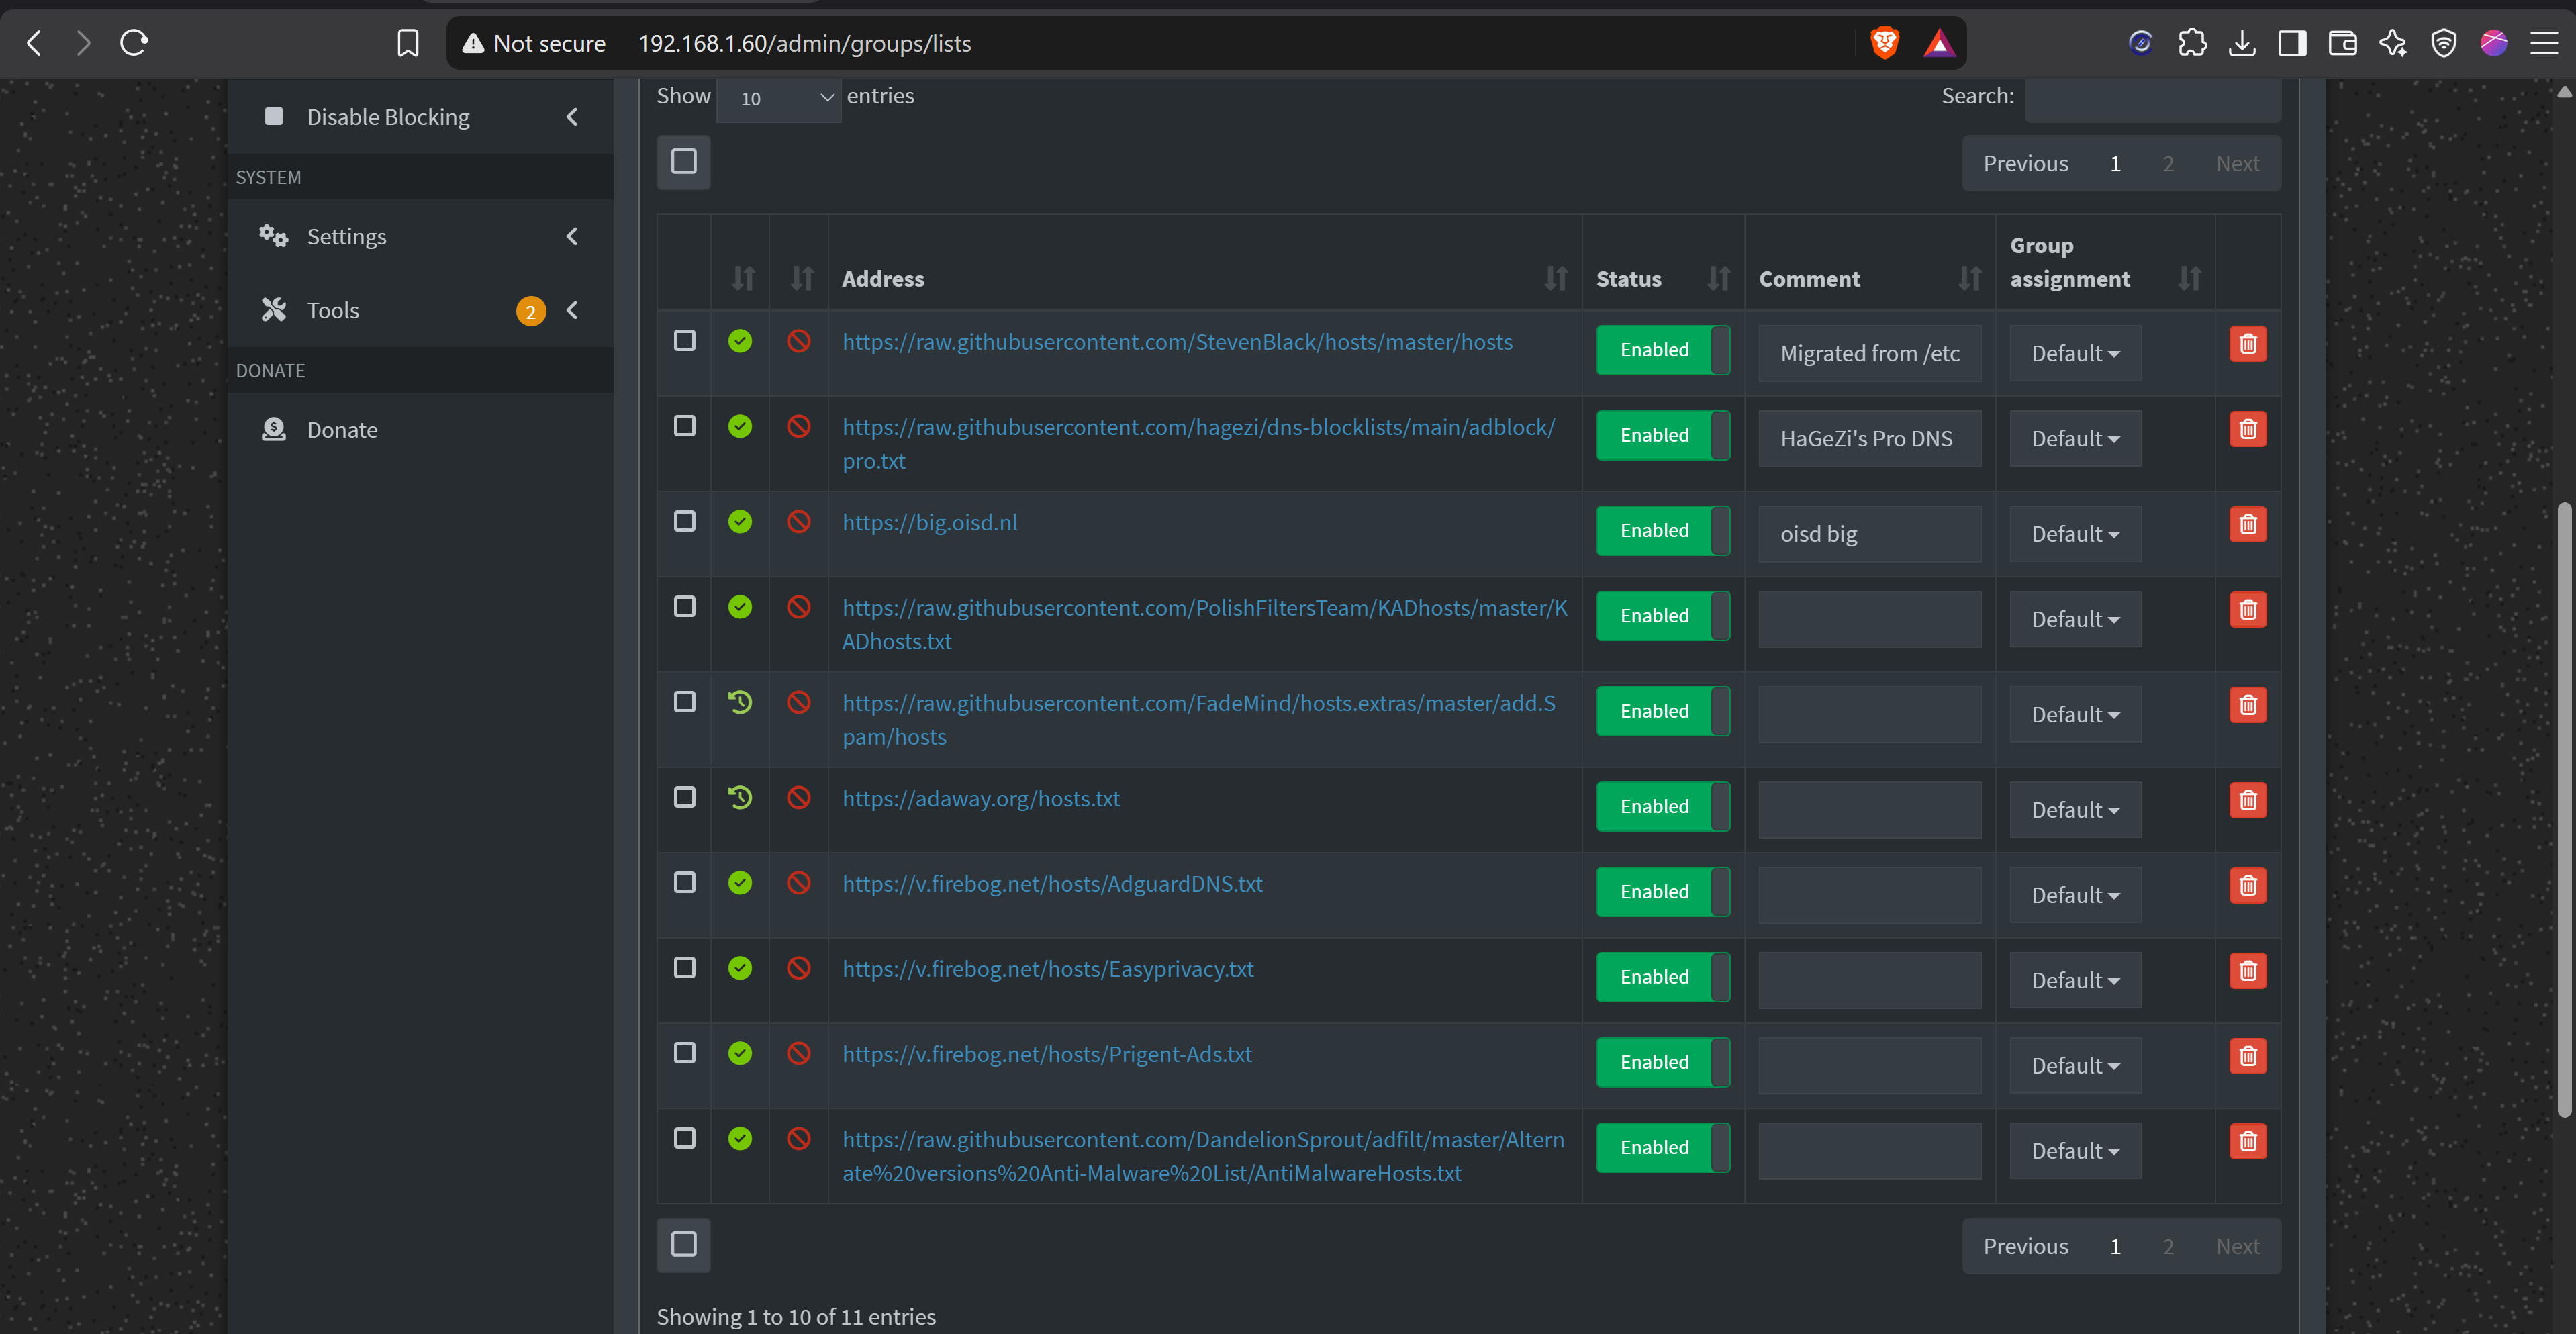 Not secure 192.168.1.60/admin/groups/lists
Disable Blocking
SYSTEM
Settings
Tools 2
DONATE
Donate
Show 10 entries
Search:
Previous 1 2 Next
Address Status Comment Group assignment
https://raw.githubusercontent.com/StevenBlack/hosts/master/hosts Enabled Migrated from /etc Default
https://raw.githubusercontent.com/hagezi/dns-blocklists/main/adblock/
pro.txt Enabled HaGeZi's Pro DNS Default
https://big.oisd.nl Enabled oisd big Default
https://raw.githubusercontent.com/PolishFiltersTeam/KADhosts/master/K
ADhosts.txt Enabled Default
https://raw.githubusercontent.com/FadeMind/hosts.extras/master/add.S
pam/hosts Enabled Default
https://adaway.org/hosts.txt Enabled Default
https://v.firebog.net/hosts/AdguardDNS.txt Enabled Default
https://v.firebog.net/hosts/Easyprivacy.txt Enabled Default
https://v.firebog.net/hosts/Prigent-Ads.txt Enabled Default
https://raw.githubusercontent.com/DandelionSprout/adfilt/master/Altern
ate%20versions%20Anti-Malware%20List/AntiMalwareHosts.txt Enabled Default
Previous 1 2 Next
Showing 1 to 10 of 11 entries